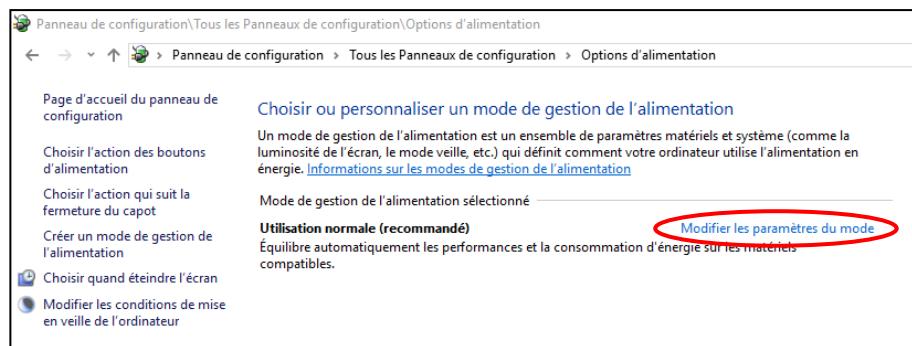 Panneau de configuration\Tous les Panneaux de configuration\Options d'alimentation
Panneau de configuration > Tous les Panneaux de configuration > Options d'alimentation
Page d'accueil du panneau de
configuration
Choisir l'action des boutons
d'alimentation
Choisir l'action qui suit la
fermeture du capot
Créer un mode de gestion de
l'alimentation
Choisir quand éteindre l'écran
Modifier les conditions de mise
en veille de l'ordinateur
Choisir ou personnaliser un mode de gestion de l'alimentation
Un mode de gestion de l'alimentation est un ensemble de paramètres matériels et système (comme la
luminosité de l'écran, le mode veille, etc.) qui définit comment votre ordinateur utilise l'alimentation en
énergie. Informations sur les modes de gestion de l'alimentation
Mode de gestion de l'alimentation sélectionné
Utilisation normale (recommandé) Modifier les paramètres du mode
Équilibre automatiquement les performances et la consommation d'énergie sur les matériels
compatibles.